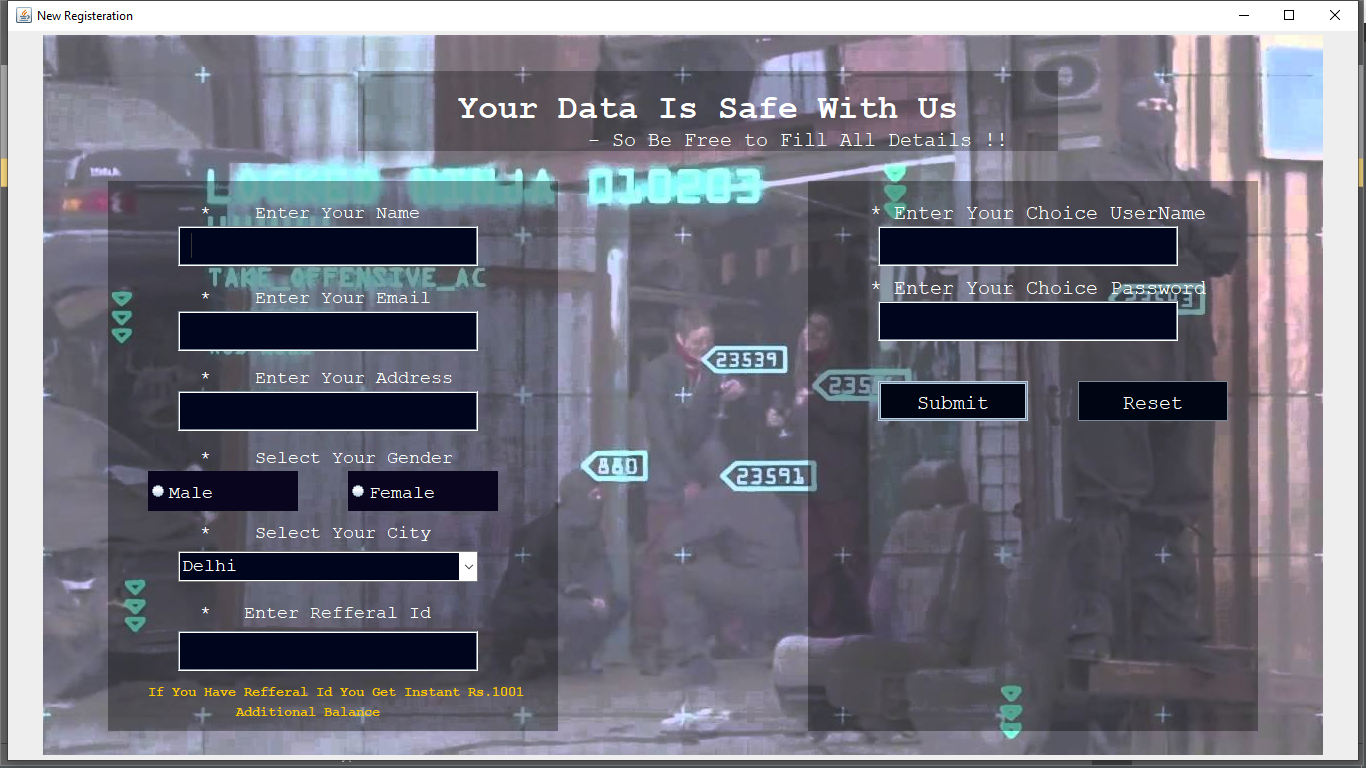 New Registeration
Your Data Is Safe With Us
- So Be Free to Fill All Details !!
010203
* Enter Your Name
TAKE_OFFENSIVE_AC
* Enter Your Email
* Enter Your Address
* Select Your Gender
Male Female
* Select Your City
Delhi
* Enter Refferal Id
If You Have Refferal Id You Get Instant Rs.1001
Additional Balance
23539
880
23591
* Enter Your Choice UserName
* Enter Your Choice Password
Submit Reset